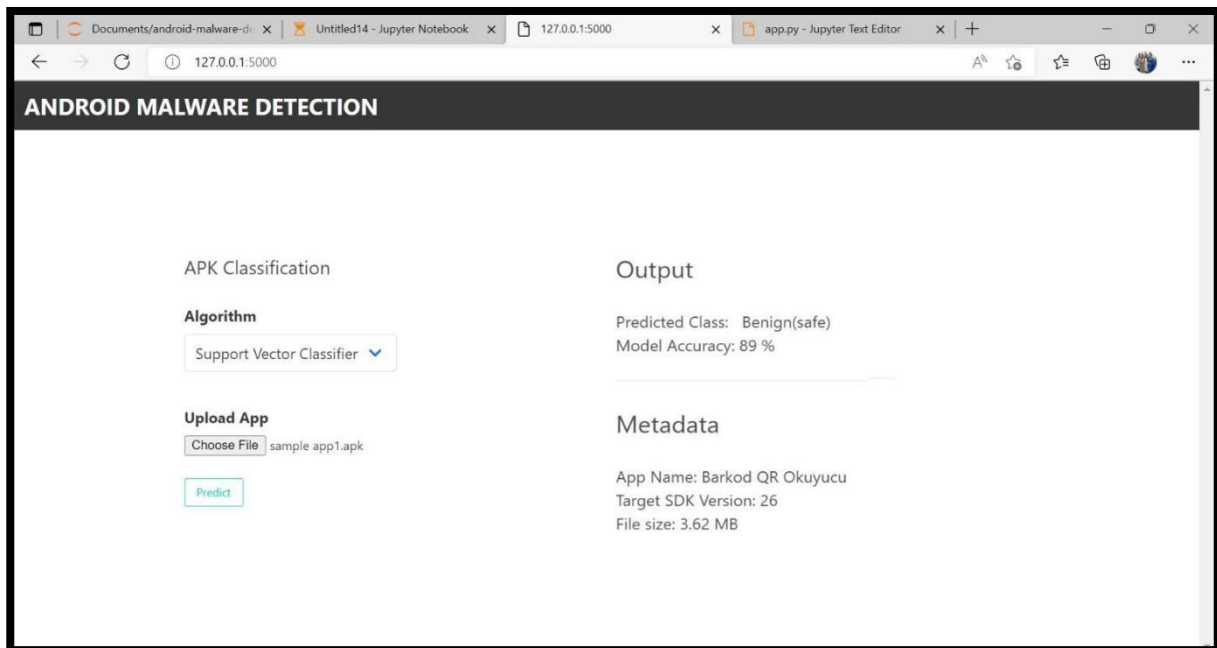 Documents/android-malware-de
Untitled14 - Jupyter Notebook
127.0.0.1:5000
app.py - Jupyter Text Editor
127.0.0.1:5000
ANDROID MALWARE DETECTION
APK Classification
Algorithm
Support Vector Classifier
Upload App
Choose File sample app1.apk
Predict
Output
Predicted Class: Benign(safe)
Model Accuracy: 89 %
Metadata
App Name: Barkod QR Okuyucu
Target SDK Version: 26
File size: 3.62 MB